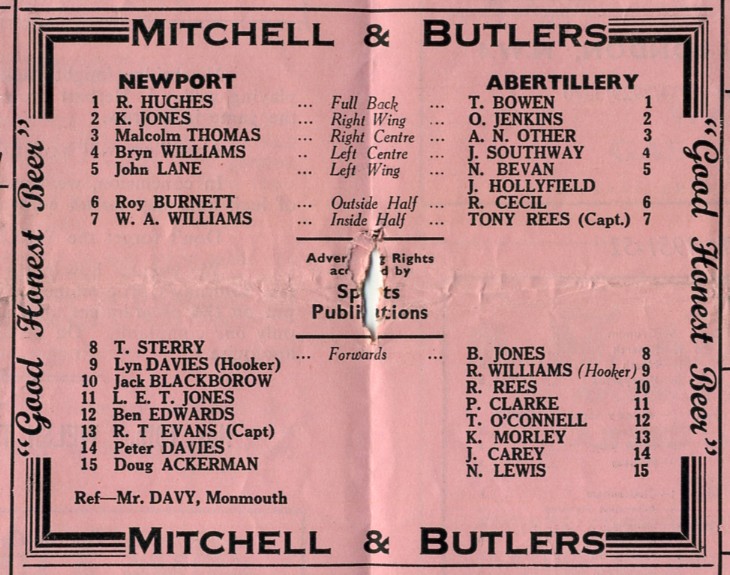 MITCHELL & BUTLERS
"Good Honest Beer"
NEWPORT ABERTILLERY
1 R. HUGHES ... Full Back ... T. BOWEN 1
2 K. JONES ... Right Wing ... O. JENKINS 2
3 Malcolm THOMAS ... Right Centre ... A. N. OTHER 3
4 Bryn WILLIAMS .. Left Centre ... J. SOUTHWAY 4
5 John LANE ... Left Wing ... N. BEVAN 5
J. HOLLYFIELD
6 Roy BURNETT ... Outside Half ... R. CECIL 6
7 W. A. WILLIAMS ... Inside Half ... TONY REES (Capt.) 7
Rights
by
8 T. STERRY ... Forwards ... B. JONES 8
9 Lyn DAVIES (Hooker) R. WILLIAMS (Hooker) 9
10 Jack BLACKBOROW R. REES 10
11 L. E. T. JONES P. CLARKE 11
12 Ben EDWARDS T. O'CONNELL 12
13 R. T EVANS (Capt) K. MORLEY 13
14 Peter DAVIES J. CAREY 14
15 Doug ACKERMAN N. LEWIS 15
Ref—Mr. DAVY, Monmouth
"Good Honest Beer"
MITCHELL & BUTLERS